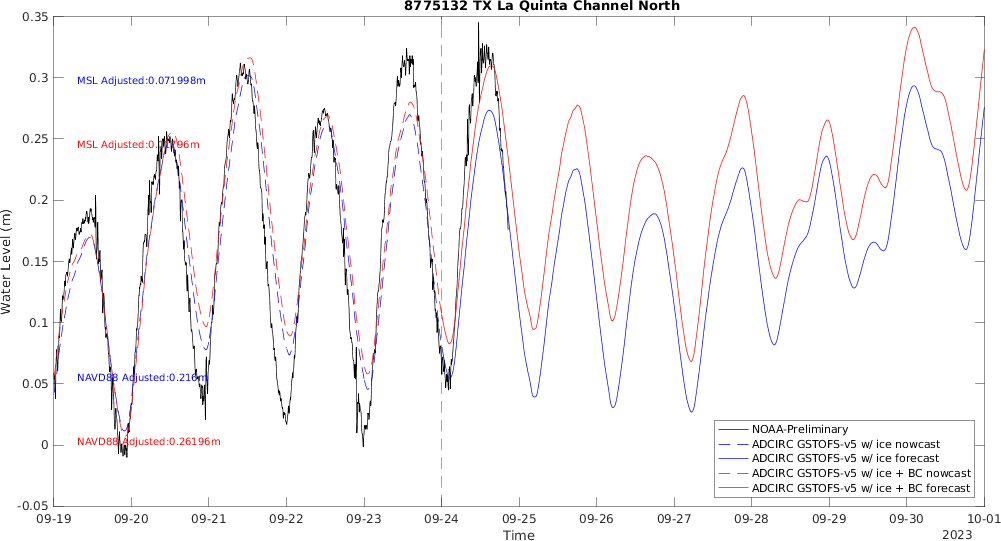 8775132 TX La Quinta Channel North
Water Level (m)
0.35
0.3
0.25
0.2
0.15
0.1
0.05
0
-0.05
MSL Adjusted:0.071998m
MSL Adjusted:
NAVD88 Adjusted:0.216m
NAVD88 Adjusted:0.26196m
NOAA-Preliminary
ADCIRC GSTOFS-v5 w/ ice nowcast
ADCIRC GSTOFS-v5 w/ ice forecast
ADCIRC GSTOFS-v5 w/ ice + BC nowcast
ADCIRC GSTOFS-v5 w/ ice + BC forecast
09-19 09-20 09-21 09-22 09-23 09-24 09-25 09-26 09-27 09-28 09-29 09-30 10-01
Time
2023